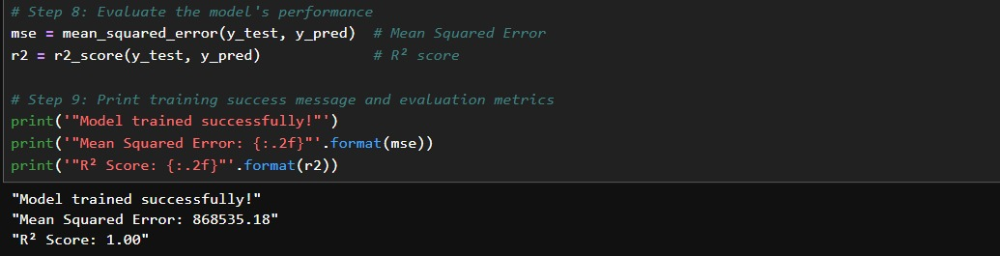 # Step 8: Evaluate the model's performance
mse = mean_squared_error(y_test, y_pred)  # Mean Squared Error
r2 = r2_score(y_test, y_pred)             # R² score
# Step 9: Print training success message and evaluation metrics
print('"Model trained successfully!"')
print('"Mean Squared Error: {:.2f}"'.format(mse))
print('"R² Score: {:.2f}"'.format(r2))
"Model trained successfully!"
"Mean Squared Error: 868535.18"
"R² Score: 1.00"